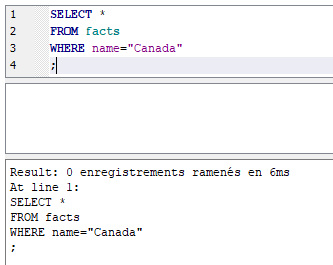 1 SELECT *
2 FROM facts
3 WHERE name="Canada"
4 ;
Result: 0 enregistrements ramenés en 6ms
At line 1:
SELECT *
FROM facts
WHERE name="Canada"
;